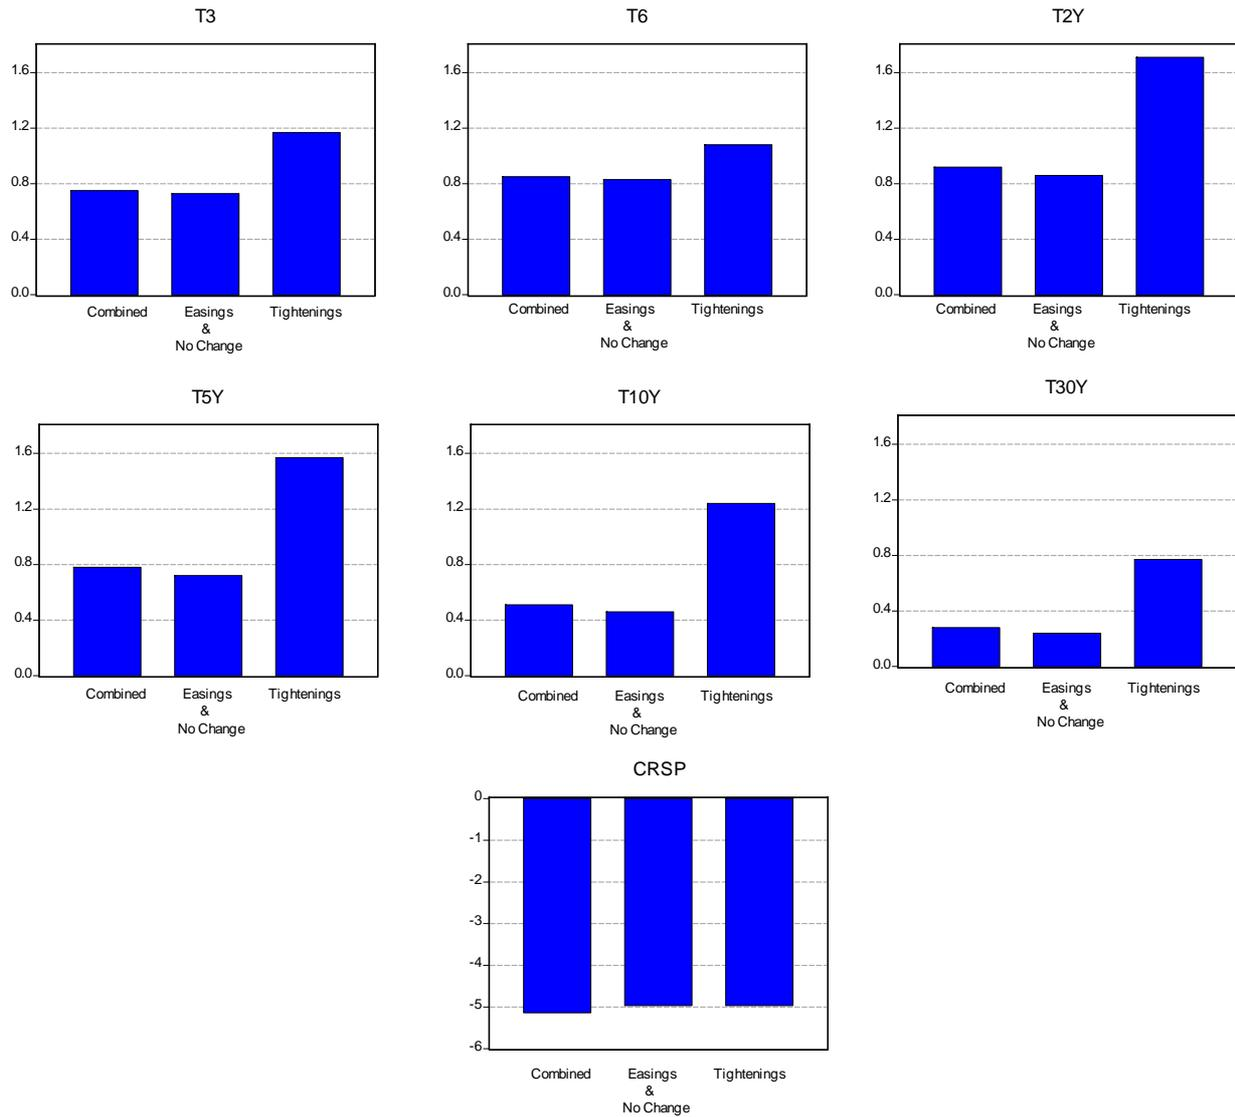 T3
1.6
1.2
0.8
0.4
0.0
Combined Easings Tightenings
&
No Change
T6
1.6
1.2
0.8
0.4
0.0
Combined Easings Tightenings
&
No Change
T2Y
1.6
1.2
0.8
0.4
0.0
Combined Easings Tightenings
&
No Change
T5Y
1.6
1.2
0.8
0.4
0.0
Combined Easings Tightenings
&
No Change
T10Y
1.6
1.2
0.8
0.4
0.0
Combined Easings Tightenings
&
No Change
T30Y
1.6
1.2
0.8
0.4
0.0
Combined Easings Tightenings
&
No Change
CRSP
0
-1
-2
-3
-4
-5
-6
Combined Easings Tightenings
&
No Change